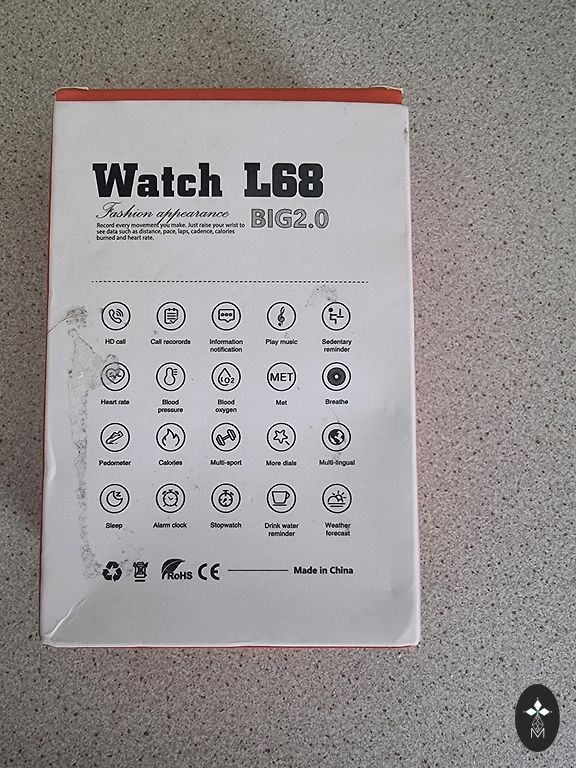 Watch L68
Fashion appearance BIG2.0
Record every movement you make. Just raise your wrist to
see data such as distance, pace, laps, cadence, calories
burned and heart rate.
HD call
Call recorords
Information
notification
Play music
Sedentary
reminder
Heart rate
Blood
pressure
O2
Blood
oxygen
MET
Met
Breathe
Pedometer
Calories
Multi-sport
More dials
Multi-lingual
Sleep
Alarm clock
Stopwatch
Drink water
reminder
Weather
forecast
RoHS CE Made in China
M